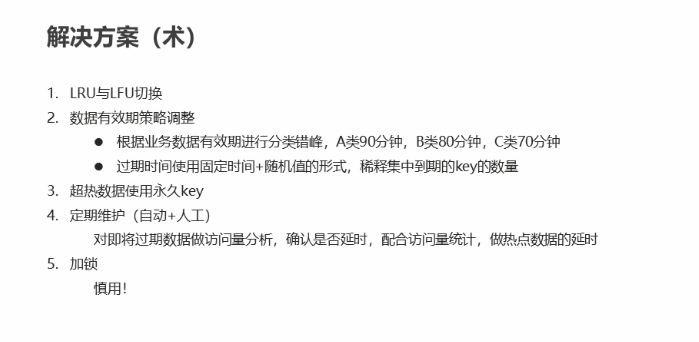 解决方案（术）
1. LRU与LFU切换
2. 数据有效期策略调整
● 根据业务数据有效期进行分类错峰，A类90分钟，B类80分钟，C类70分钟
● 过期时间使用固定时间+随机值的形式，稀释集中到期的key的数量
3. 超热数据使用永久key
4. 定期维护（自动+人工）
对即将过期数据做访问量分析，确认是否延时，配合访问量统计，做热点数据的延时
5. 加锁
慎用！